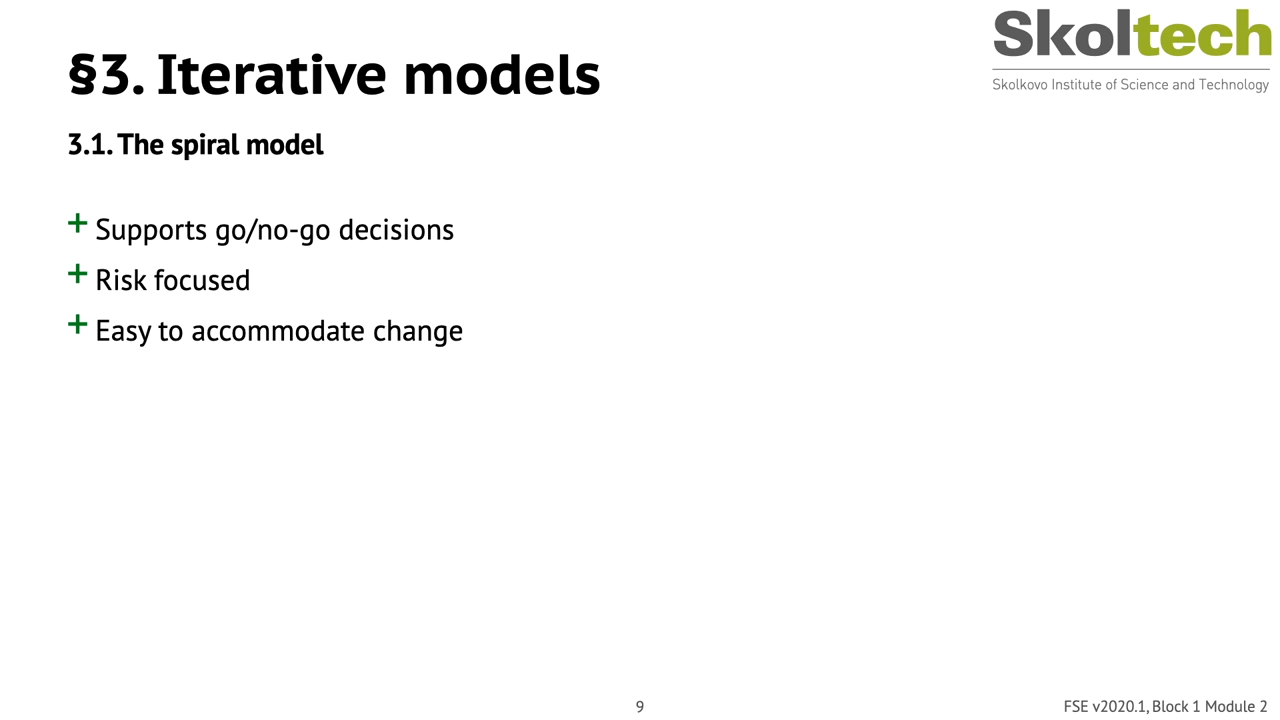 Skoltech
Skolkovo Institute of Science and Technology
§3. Iterative models
3.1. The spiral model
+ Supports go/no-go decisions
+ Risk focused
+ Easy to accommodate change
9
FSE v2020.1, Block 1 Module 2